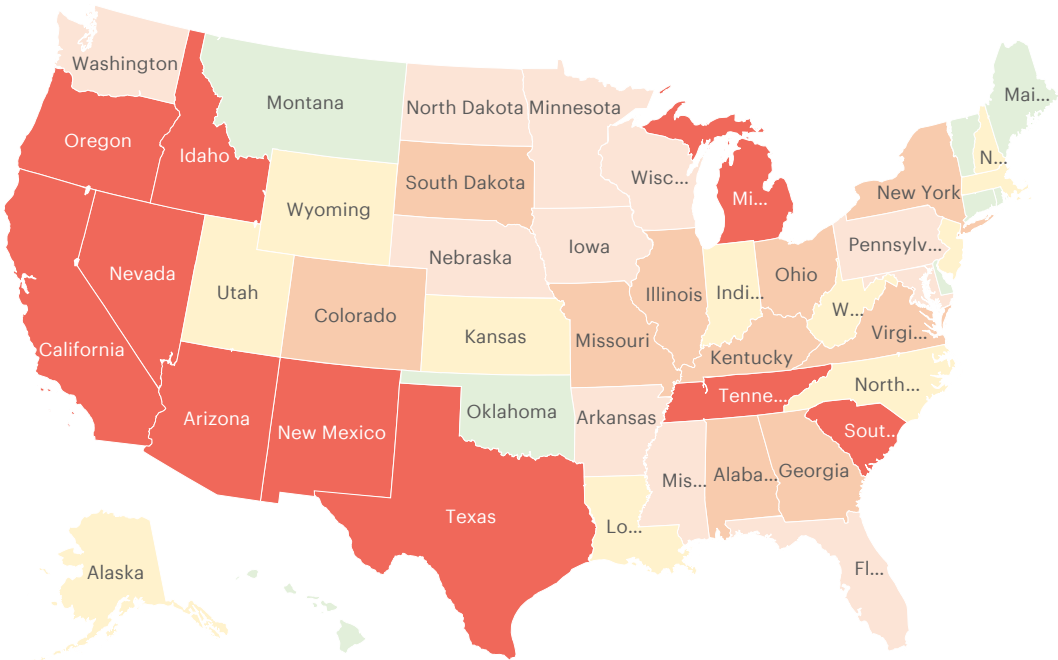 Washington
Montana
North Dakota
Minnesota
Mai...
Oregon
Idaho
Wisc...
N...
South Dakota
Mi...
New York
Wyoming
Nebraska
Iowa
Pennsylv...
Nevada
Utah
Illinois
Indi...
Ohio
Colorado
Kansas
Missouri
W...
Virgi...
California
Kentucky
North...
Arizona
New Mexico
Oklahoma
Arkansas
Tenne...
Sout...
Texas
Mis...
Alaba...
Georgia
Lo...
Alaska
Fl...